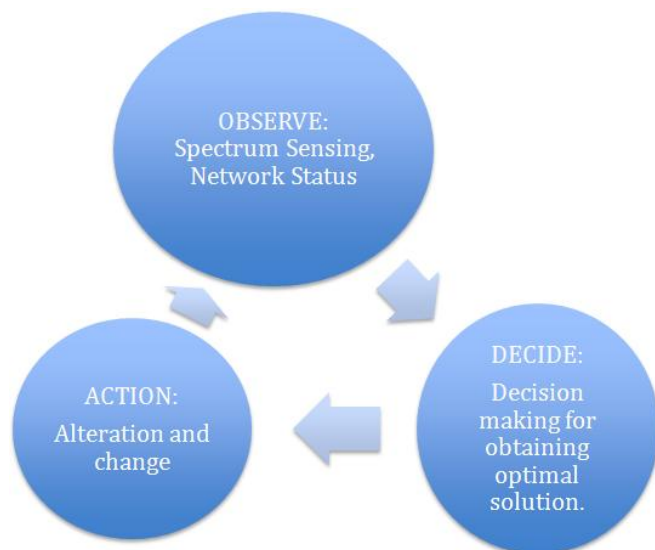 OBSERVE:
Spectrum Sensing,
Network Status
DECIDE:
Decision
making for
obtaining
optimal
solution.
ACTION:
Alteration and
change